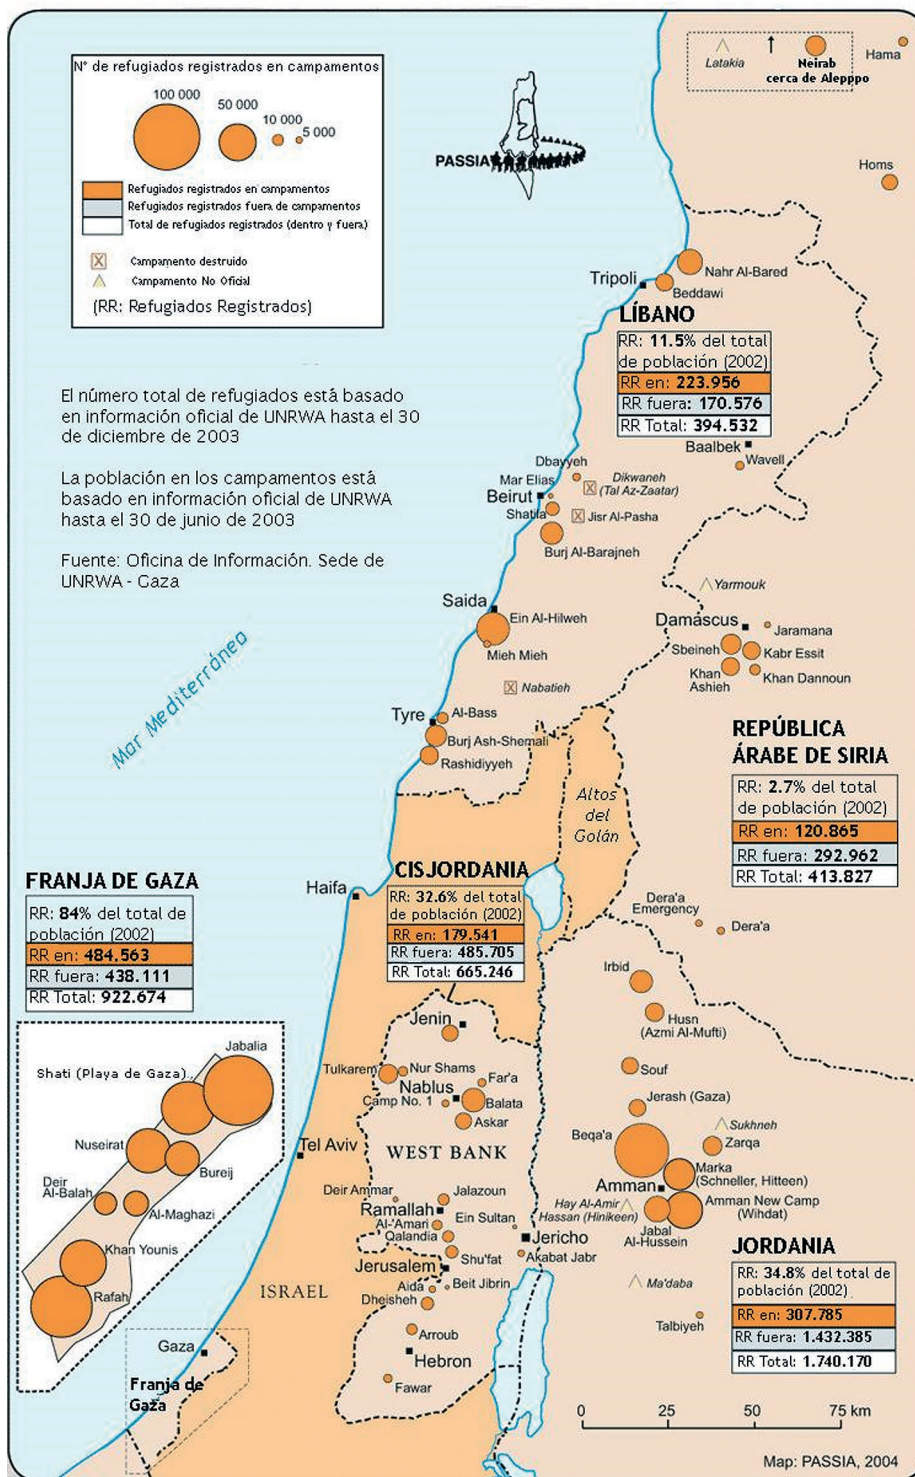 N° de refugiados registrados en campamentos
100 000
50 000
10 000
5 000
Refugiados registrados en campamentos
Refugiados registrados fuera de campamentos
Total de refugiados registrados (dentro y fuera)
Campamento destruido
Campamento No Oficial
(RR: Refugiados Registrados)
PASSIA
Latakia
Neirab
cerca de Alepppo
Hama
Homs
El número total de refugiados está basado
en información oficial de UNRWA hasta el 30
de diciembre de 2003
La población en los campamentos está
basado en información oficial de UNRWA
hasta el 30 de junio de 2003
Fuente: Oficina de Información. Sede de
UNRWA - Gaza
Mar Mediterráneo
Tripoli
Nahr Al-Bared
Beddawi
LÍBANO
RR: 11.5% del total
de población (2002)
RR en: 223.956
RR fuera: 170.576
RR Total: 394.532
Baalbek
Wavell
Dbayyeh
Mar Elias
Dikwaneh
(Tal Az-Zaatar)
Beirut
Shatila
Jisr Al-Pasha
Burj Al-Barajneh
Yarmouk
Saida
Ein Al-Hilweh
Mieh Mieh
Damascus
Jaramana
Sbeineh
Kabr Essit
Khan
Ashieh
Khan Dannoun
Nabatieh
Tyre
Al-Bass
Burj Ash-Shemali
Rashidiyyeh
Altos
del
Golán
REPÚBLICA
ÁRABE DE SIRIA
RR: 2.7% del total
de población (2002)
RR en: 120.865
RR fuera: 292.962
RR Total: 413.827
FRANJA DE GAZA
RR: 84% del total de
población (2002)
RR en: 484.563
RR fuera: 438.111
RR Total: 922.674
Haifa
CISJORDANIA
RR: 32.6% del total
de población (2002)
RR en: 179.541
RR fuera: 485.705
RR Total: 665.246
Dera'a
Emergency
Dera'a
Irbid
Husn
(Azmi Al-Mufti)
Souf
Jerash (Gaza)
Sukhneh
Zarqa
Beqa'a
Marka
(Schneller, Hitteen)
Amman
Amman New Camp
(Wihdat)
Hay Al-Amir
Hassan (Hinikeen)
Jabal
Al-Hussein
JORDANIA
RR: 34.8% del total de
población (2002)
RR en: 307.785
RR fuera: 1.432.385
RR Total: 1.740.170
Ma'daba
Talbiyeh
Jenin
Tulkarem
Nur Shams
Far'a
Nablus
Camp No. 1
Balata
Askar
WEST BANK
Tel Aviv
Deir Ammar
Jalazoun
Ramallah
Al-'Amari
Ein Sultan
Qalandia
Jericho
Shu'fat
Akabat Jabr
Jerusalem
Aida
Beit Jibrin
Dheisheh
ISRAEL
Arroub
Hebron
Fawar
Jabalia
Shati (Playa de Gaza)
Nuseirat
Bureij
Deir
Al-Balah
Al-Maghazi
Khan Younis
Rafah
Gaza
Franja de
Gaza
0 25 50 75 km
Map: PASSIA, 2004